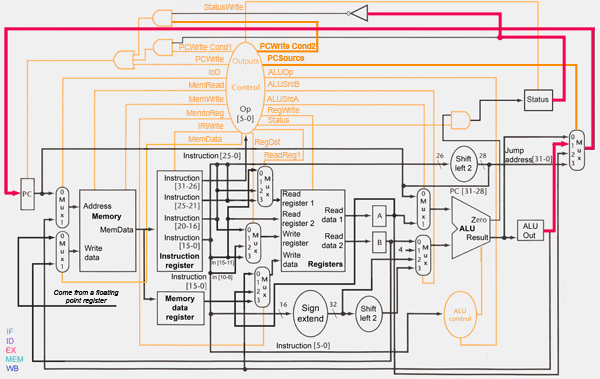 StatusWrite
PCWrite Cond1
PCWrite Cond2
PCWrite
PCSource
Outputs
IoD
ALUOp
MemRead
ALUSrcB
Control
MemWrite
ALUSrcA
Op
[5-0]
MemtoReg
RegWrite
Status
IRWrite
MemData
RegDst
ReadReg1
Status
0
1
2
3
Mux
Instruction [25-0]
26
Shift
left 2
28
Jump
address[31-0]
PC [31-28]
PC
0
Mux
1
Address
Memory
MemData
Write
data
0
Mux
1
Instruction
[31-26]
Instruction
[25-21]
Instruction
[20-16]
Instruction
[15-0]
Instruction
register
In [15-11]
In [10-6]
Instruction
[15-0]
Memory
data
register
0
1
2
3
Mux
0
1
2
Mux
0
1
2
3
Mux
Read
register 1
Read
register 2
Write
register
Write
data
Read
data 1
Read
data 2
Registers
A
B
4
0
1
2
Mux
0
1
2
3
Mux
Zero
ALU
Result
ALU
Out
16
Sign
extend
32
Shift
left 2
ALU
control
Instruction [5-0]
Come from a floating
point register
IF
ID
EX
MEM
WB